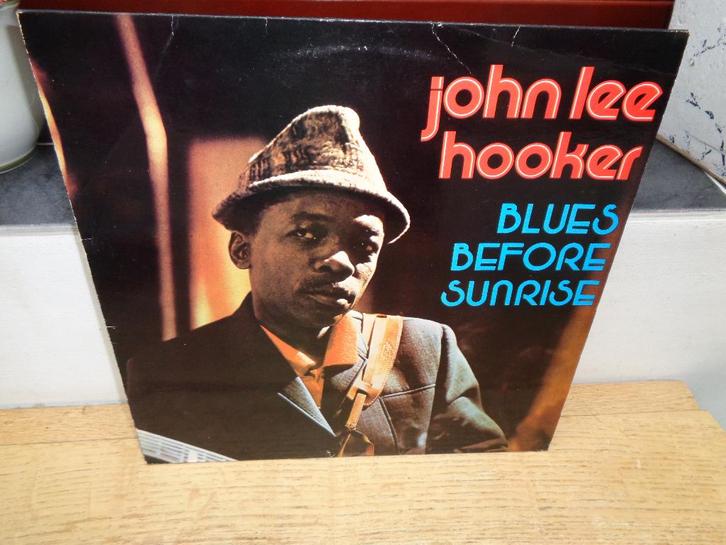 john lee
hooker
BLUES
BEFORE
SUNRISE